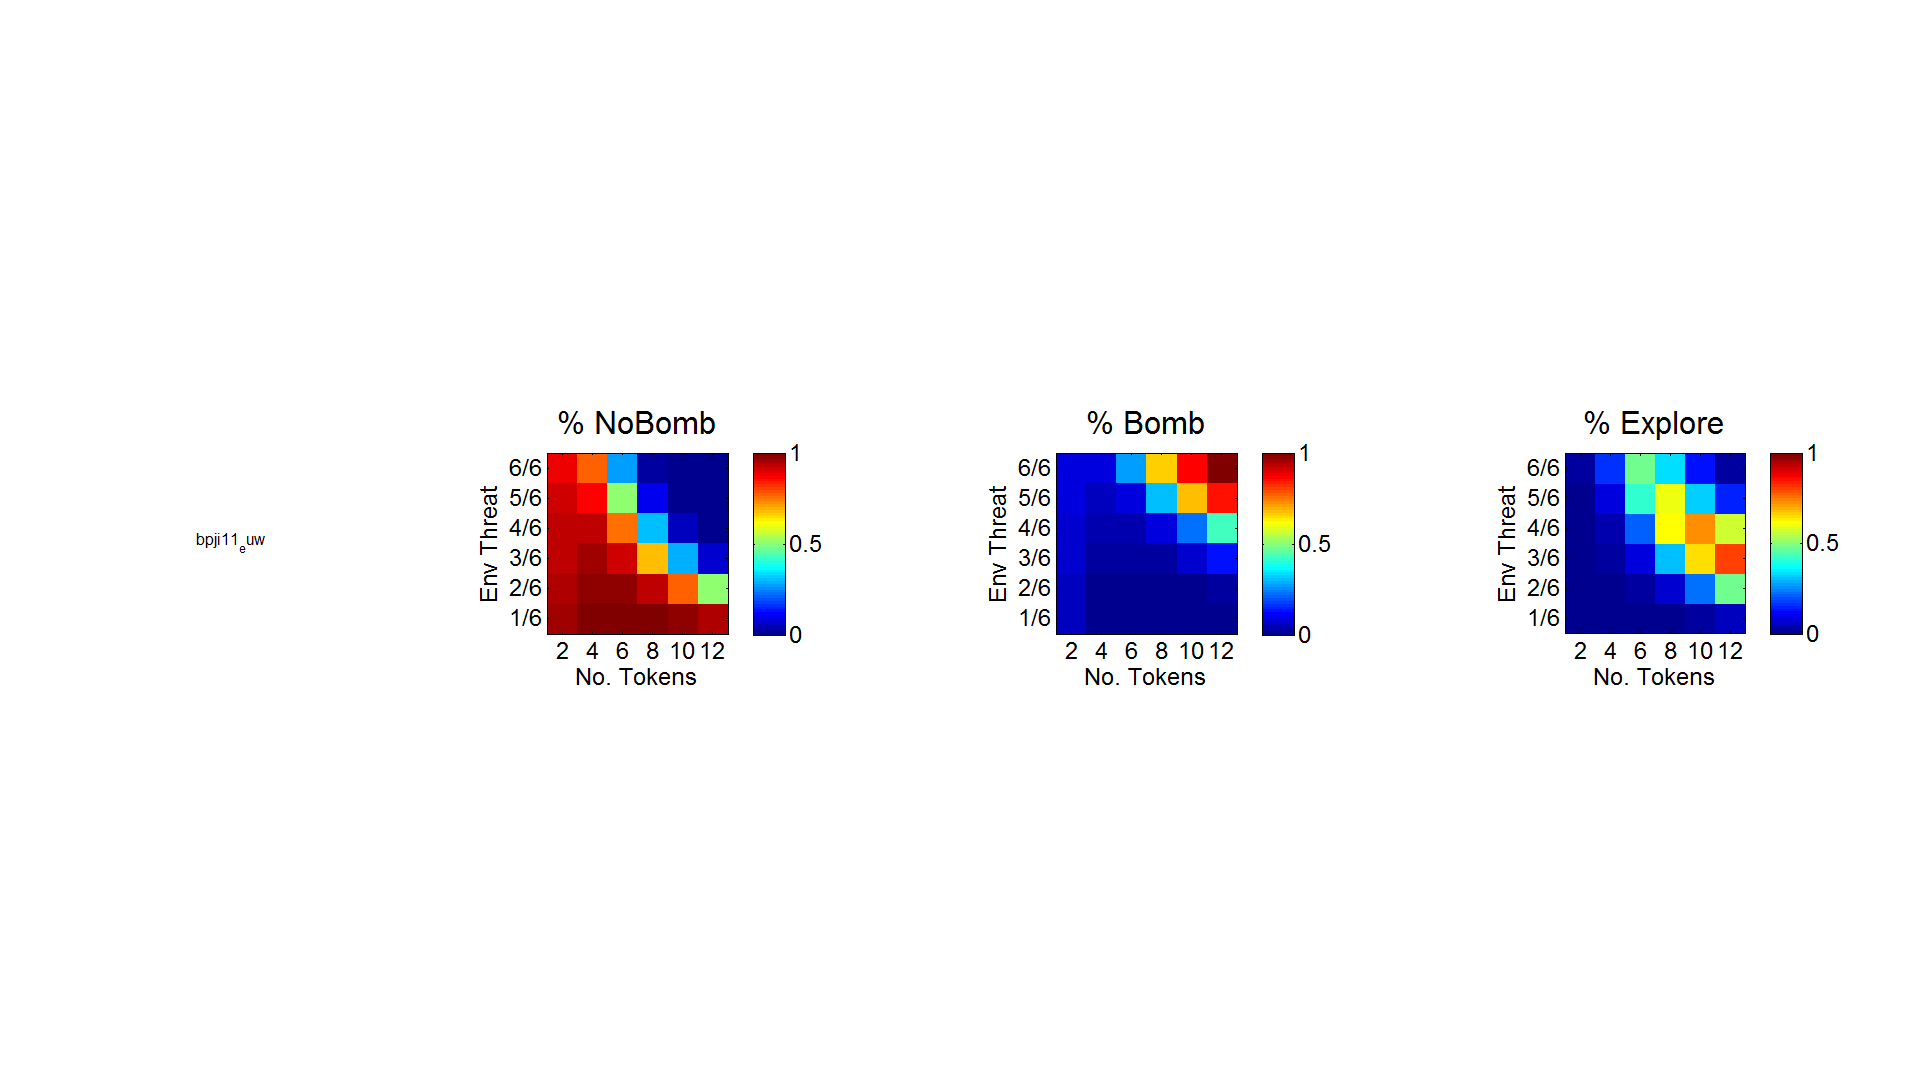 bpji11_euw
% NoBomb
Env Threat
6/6
5/6
4/6
3/6
2/6
1/6
2 4 6 8 10 12
No. Tokens
1
0.5
0
% Bomb
Env Threat
6/6
5/6
4/6
3/6
2/6
1/6
2 4 6 8 10 12
No. Tokens
1
0.5
0
% Explore
Env Threat
6/6
5/6
4/6
3/6
2/6
1/6
2 4 6 8 10 12
No. Tokens
1
0.5
0